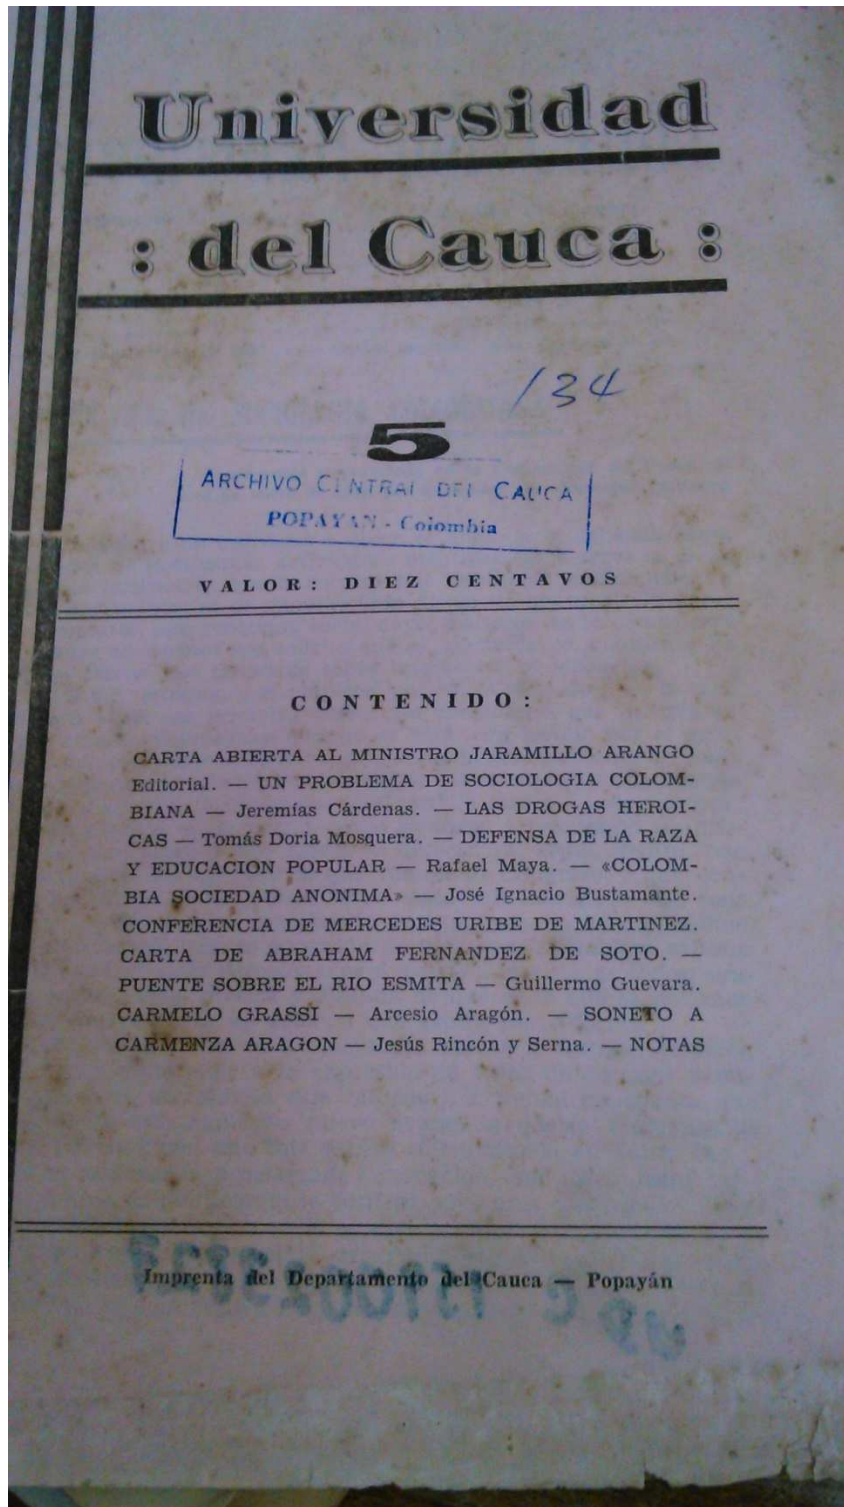 Universidad
: del Cauca :
134
5
ARCHIVO CENTRAL DEL CAUCA
POPAYAN - Colombia
VALOR: DIEZ CENTAVOS
CONTENIDO:
CARTA ABIERTA AL MINISTRO JARAMILLO ARANGO
Editorial. — UN PROBLEMA DE SOCIOLOGIA COLOM-
BIANA — Jeremías Cárdenas. — LAS DROGAS HEROI-
CAS — Tomás Doria Mosquera. — DEFENSA DE LA RAZA
Y EDUCACION POPULAR — Rafael Maya. — «COLOM-
BIA SOCIEDAD ANONIMA» — José Ignacio Bustamante.
CONFERENCIA DE MERCEDES URIBE DE MARTINEZ.
CARTA DE ABRAHAM FERNANDEZ DE SOTO. —
PUENTE SOBRE EL RIO ESMITA — Guillermo Guevara.
CARMELO GRASSI — Arcesio Aragón. — SONETO A
CARMENZA ARAGON — Jesús Rincón y Serna. — NOTAS
Imprenta del Departamento del Cauca — Popayán